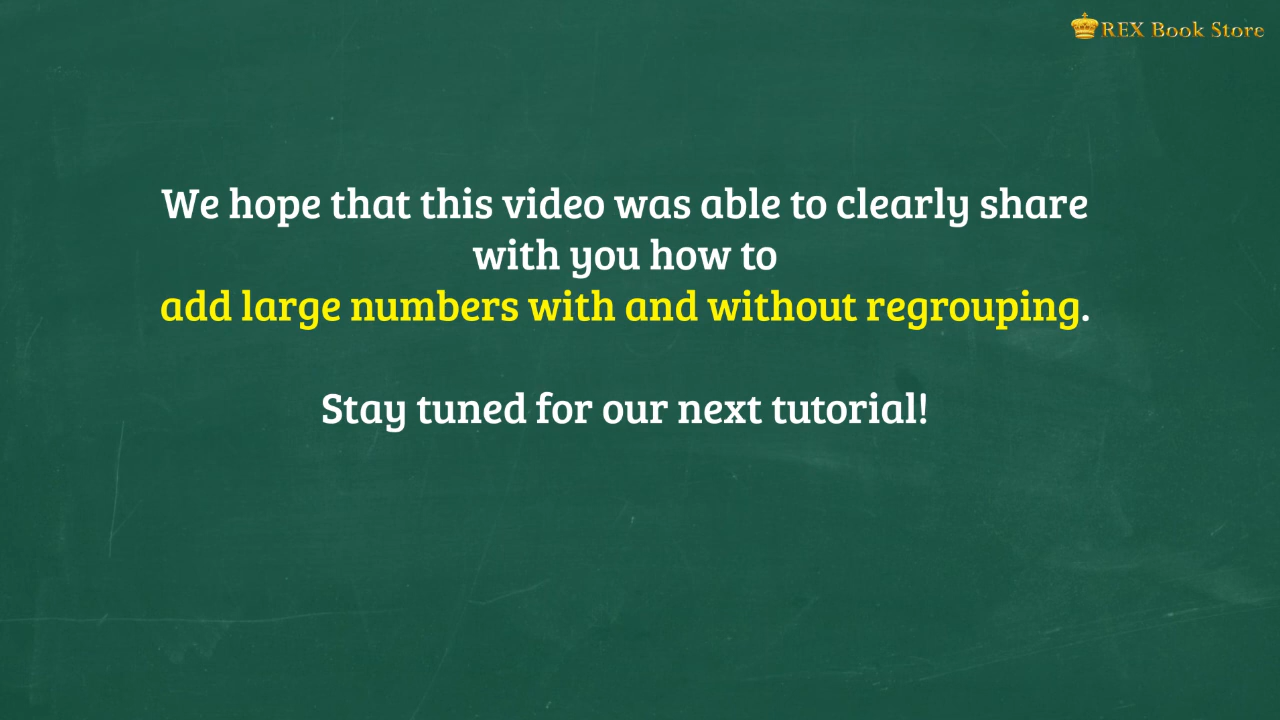 REX Book Store
We hope that this video was able to clearly share
with you how to
add large numbers with and without regrouping.
Stay tuned for our next tutorial!